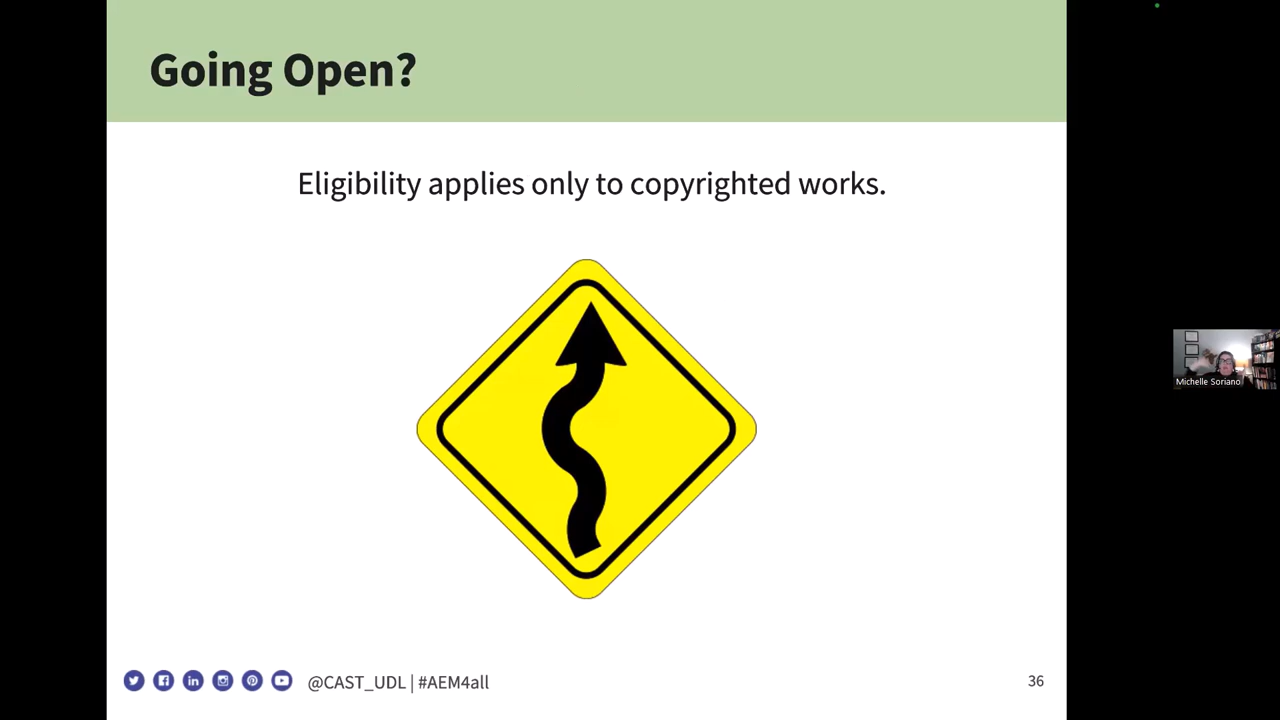 Going Open?
Eligibility applies only to copyrighted works.
Michelle Soriano
@CAST_UDL | #AEM4all
36